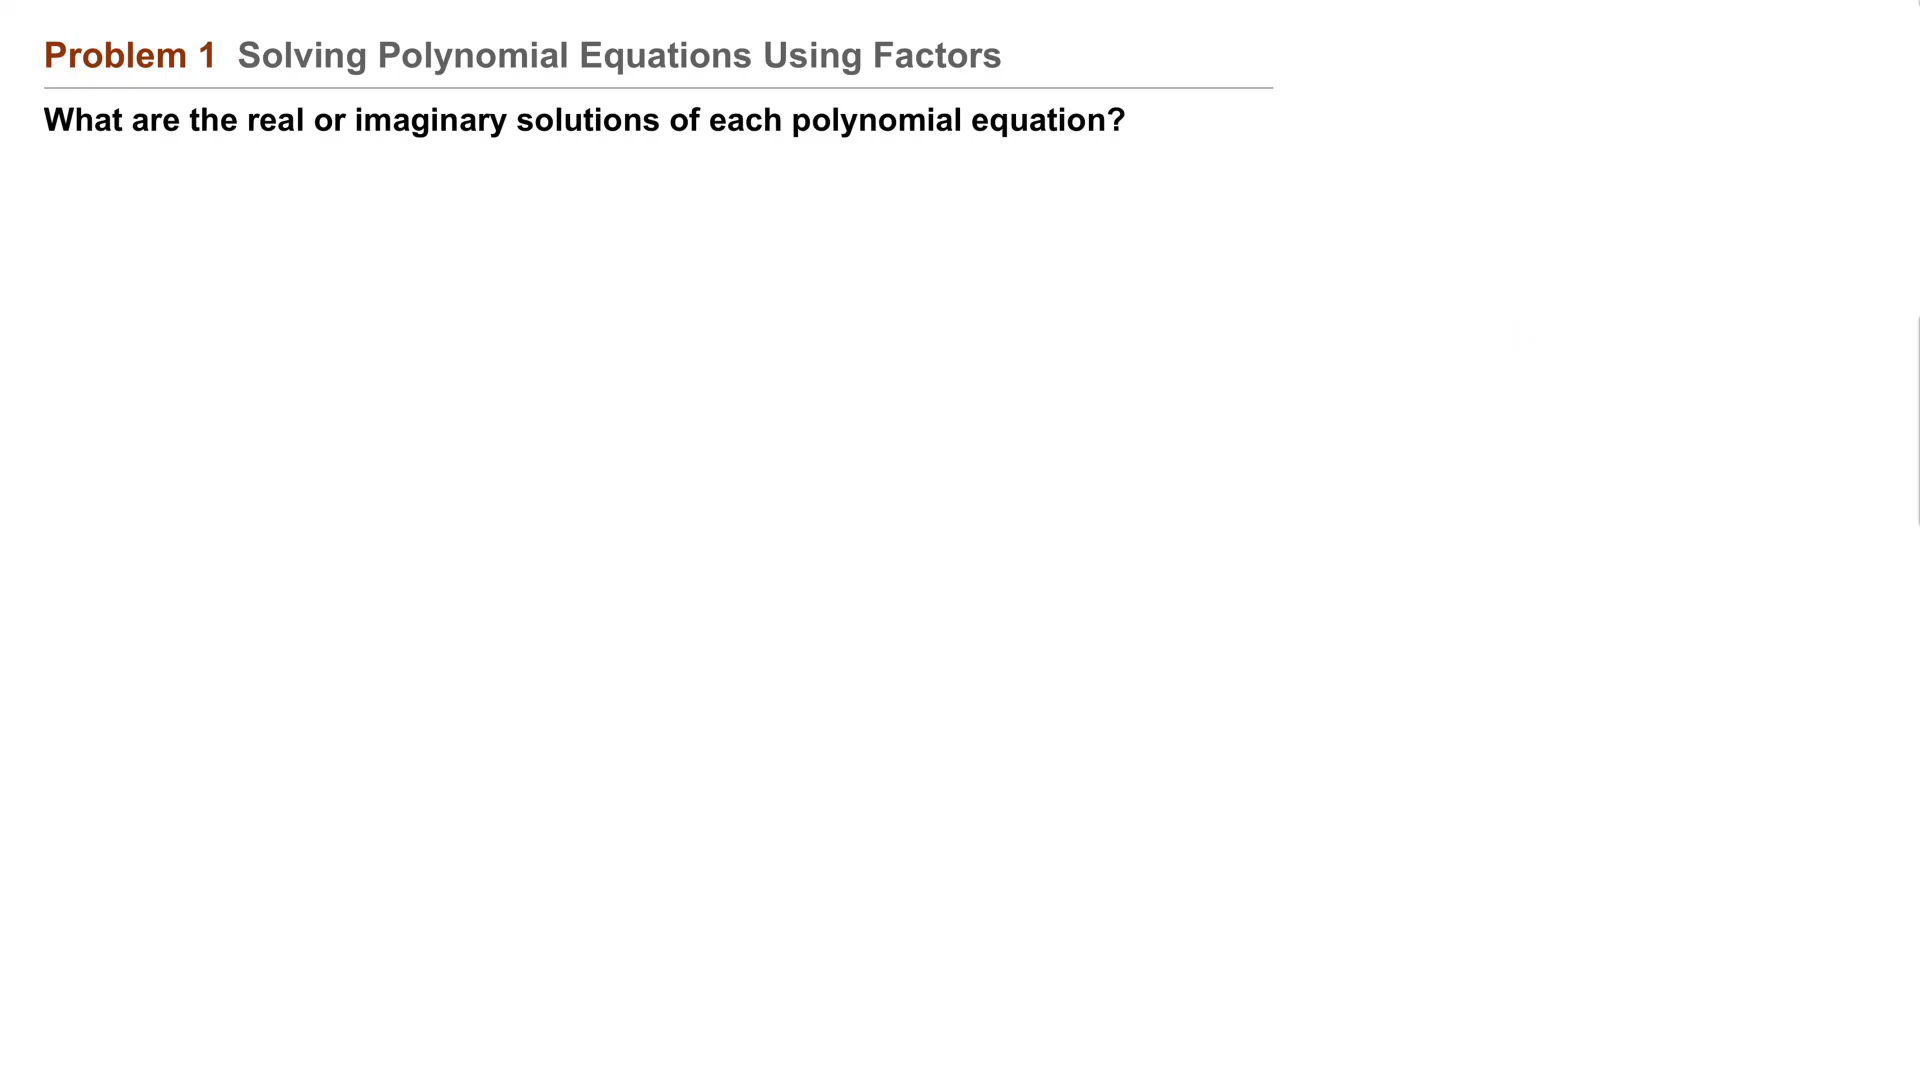 Problem 1 Solving Polynomial Equations Using Factors
What are the real or imaginary solutions of each polynomial equation?